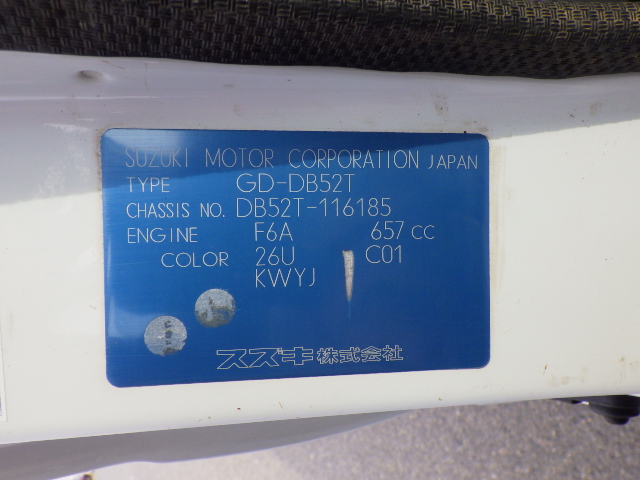 SUZUKI MOTOR CORPORATION JAPAN
TYPE GD-DB52T
CHASSIS NO. DB52T-116185
ENGINE F6A 657 CC
COLOR 26U C01
KWYJ
スズキ株式会社